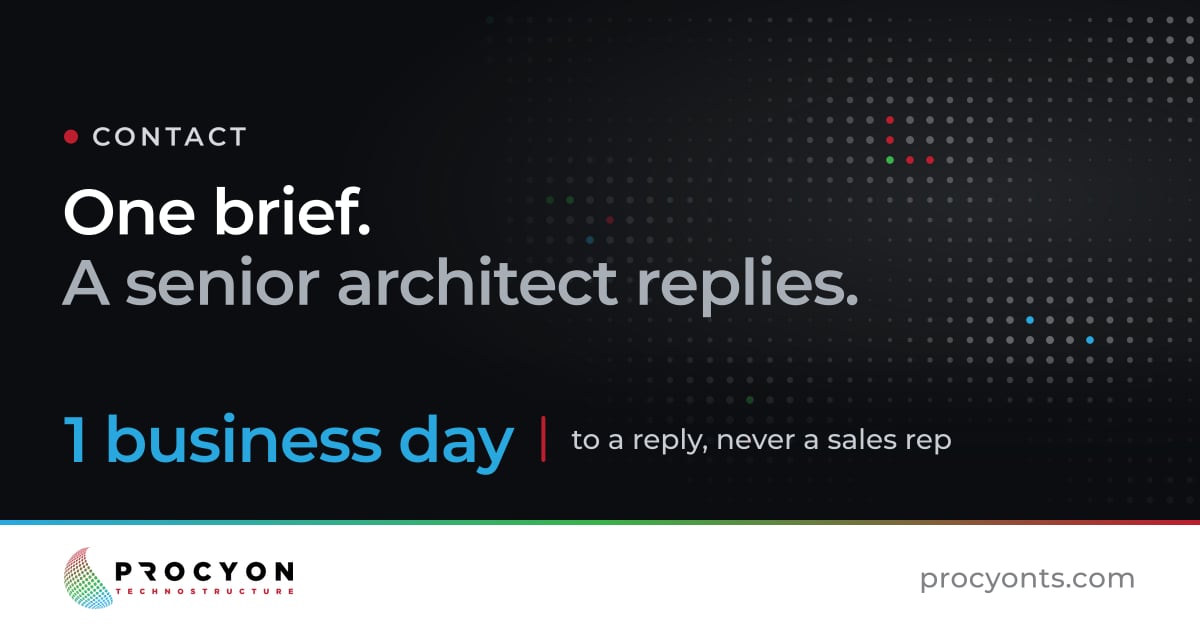 CONTACT
One brief.
A senior architect replies.
1 business day
to a reply, never a sales rep
PROCYON
TECHNOSTRUCTURE
procyonts.com